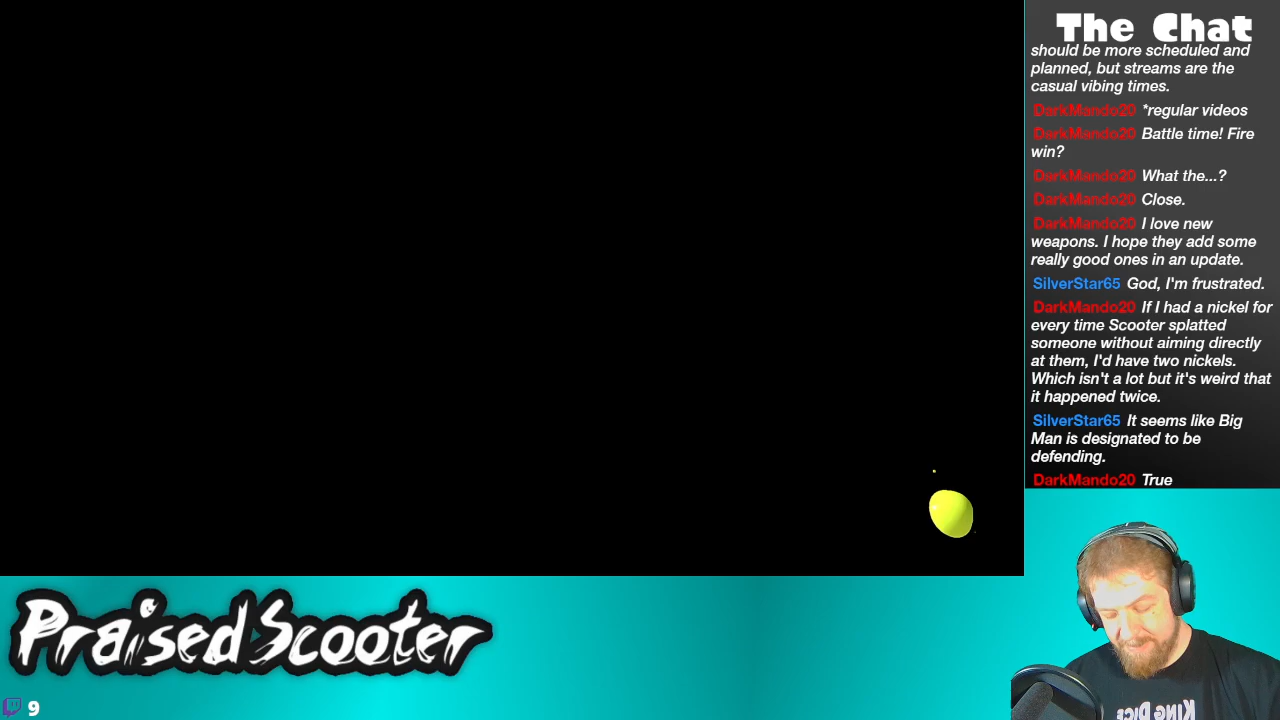 The Chat
should be more scheduled and
planned, but streams are the
casual vibing times.
DarkMando20 *regular videos
DarkMando20 Battle time! Fire
win?
DarkMando20 What the...?
DarkMando20 Close.
DarkMando20 I love new
weapons. I hope they add some
really good ones in an update.
SilverStar65 God, I'm frustrated.
DarkMando20 If I had a nickel for
every time Scooter splatted
someone without aiming directly
at them, I'd have two nickels.
Which isn't a lot but it's weird that
it happened twice.
SilverStar65 It seems like Big
Man is designated to be
defending.
DarkMando20 True
PraisedScooter
KING DICE
9